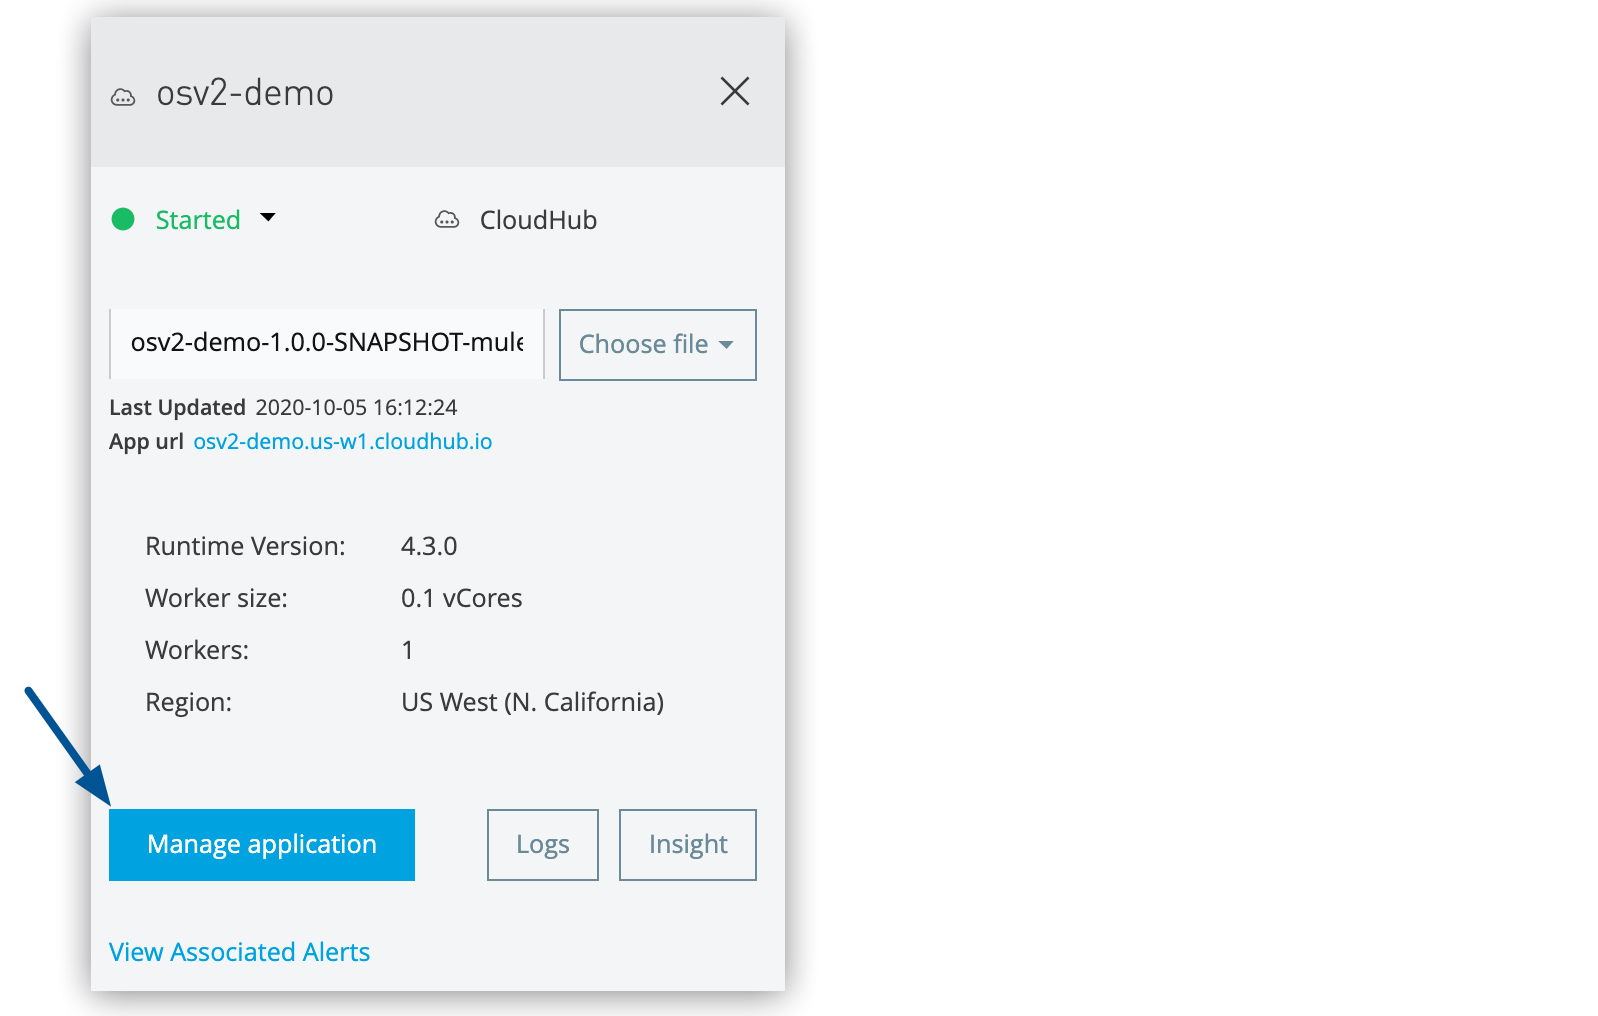 osv2-demo
Started CloudHub
osv2-demo-1.0.0-SNAPSHOT-mule Choose file
Last Updated 2020-10-05 16:12:24
App url osv2-demo.us-w1.cloudhub.io
Runtime Version: 4.3.0
Worker size: 0.1 vCores
Workers: 1
Region: US West (N. California)
Manage application Logs Insight
View Associated Alerts